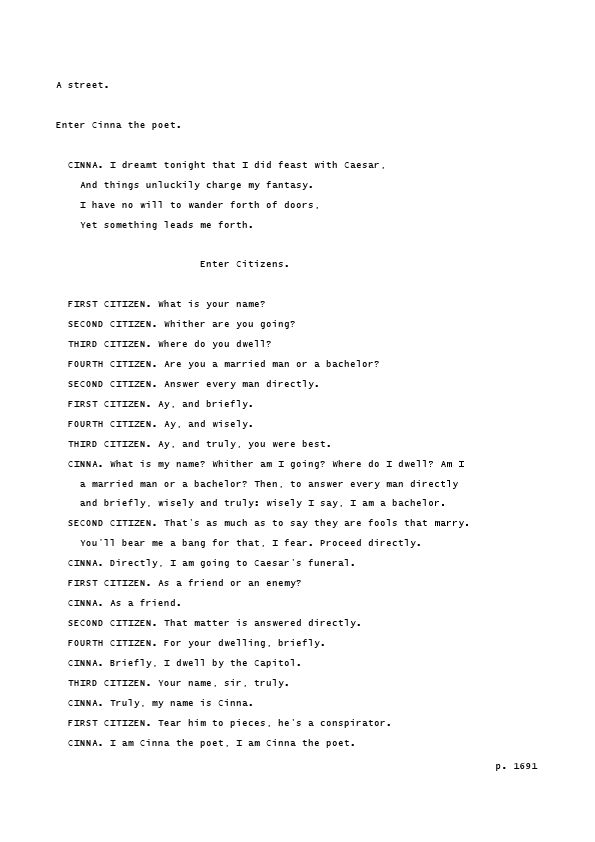 A street.
Enter Cinna the poet.
CINNA. I dreamt tonight that I did feast with Caesar,
And things unluckily charge my fantasy.
I have no will to wander forth of doors,
Yet something leads me forth.
Enter Citizens.
FIRST CITIZEN. What is your name?
SECOND CITIZEN. Whither are you going?
THIRD CITIZEN. Where do you dwell?
FOURTH CITIZEN. Are you a married man or a bachelor?
SECOND CITIZEN. Answer every man directly.
FIRST CITIZEN. Ay, and briefly.
FOURTH CITIZEN. Ay, and wisely.
THIRD CITIZEN. Ay, and truly, you were best.
CINNA. What is my name? Whither am I going? Where do I dwell? Am I
a married man or a bachelor? Then, to answer every man directly
and briefly, wisely and truly: wisely I say, I am a bachelor.
SECOND CITIZEN. That's as much as to say they are fools that marry.
You'll bear me a bang for that, I fear. Proceed directly.
CINNA. Directly, I am going to Caesar's funeral.
FIRST CITIZEN. As a friend or an enemy?
CINNA. As a friend.
SECOND CITIZEN. That matter is answered directly.
FOURTH CITIZEN. For your dwelling, briefly.
CINNA. Briefly, I dwell by the Capitol.
THIRD CITIZEN. Your name, sir, truly.
CINNA. Truly, my name is Cinna.
FIRST CITIZEN. Tear him to pieces, he's a conspirator.
CINNA. I am Cinna the poet, I am Cinna the poet.
p. 1691